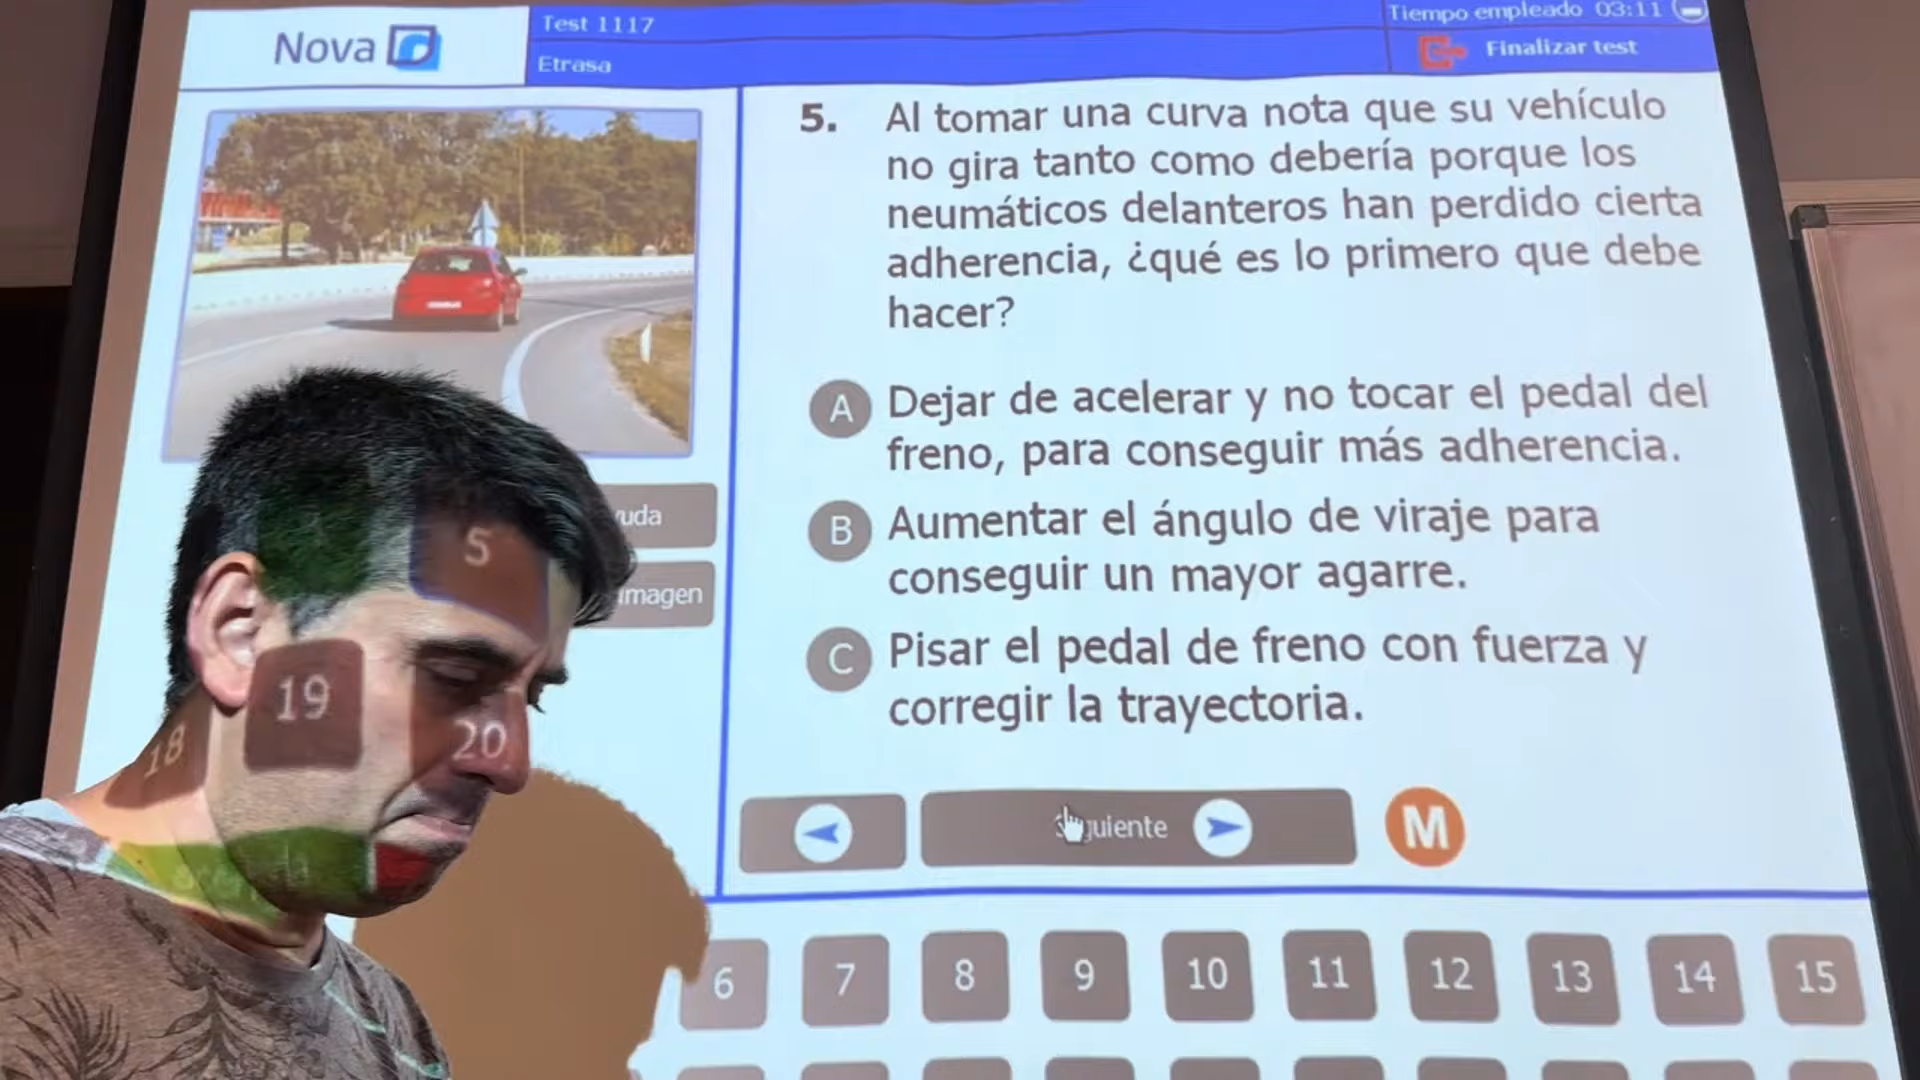 Nova
Test 1117
Etrasa
Tiempo empleado 03:11
Finalizar test
5. Al tomar una curva nota que su vehículo
no gira tanto como debería porque los
neumáticos delanteros han perdido cierta
adherencia, ¿qué es lo primero que debe
hacer?
A Dejar de acelerar y no tocar el pedal del
freno, para conseguir más adherencia.
B Aumentar el ángulo de viraje para
conseguir un mayor agarre.
C Pisar el pedal de freno con fuerza y
corregir la trayectoria.
uda
imagen
guiente
M
5
6 7 8 9 10 11 12 13 14 15
18 19 20